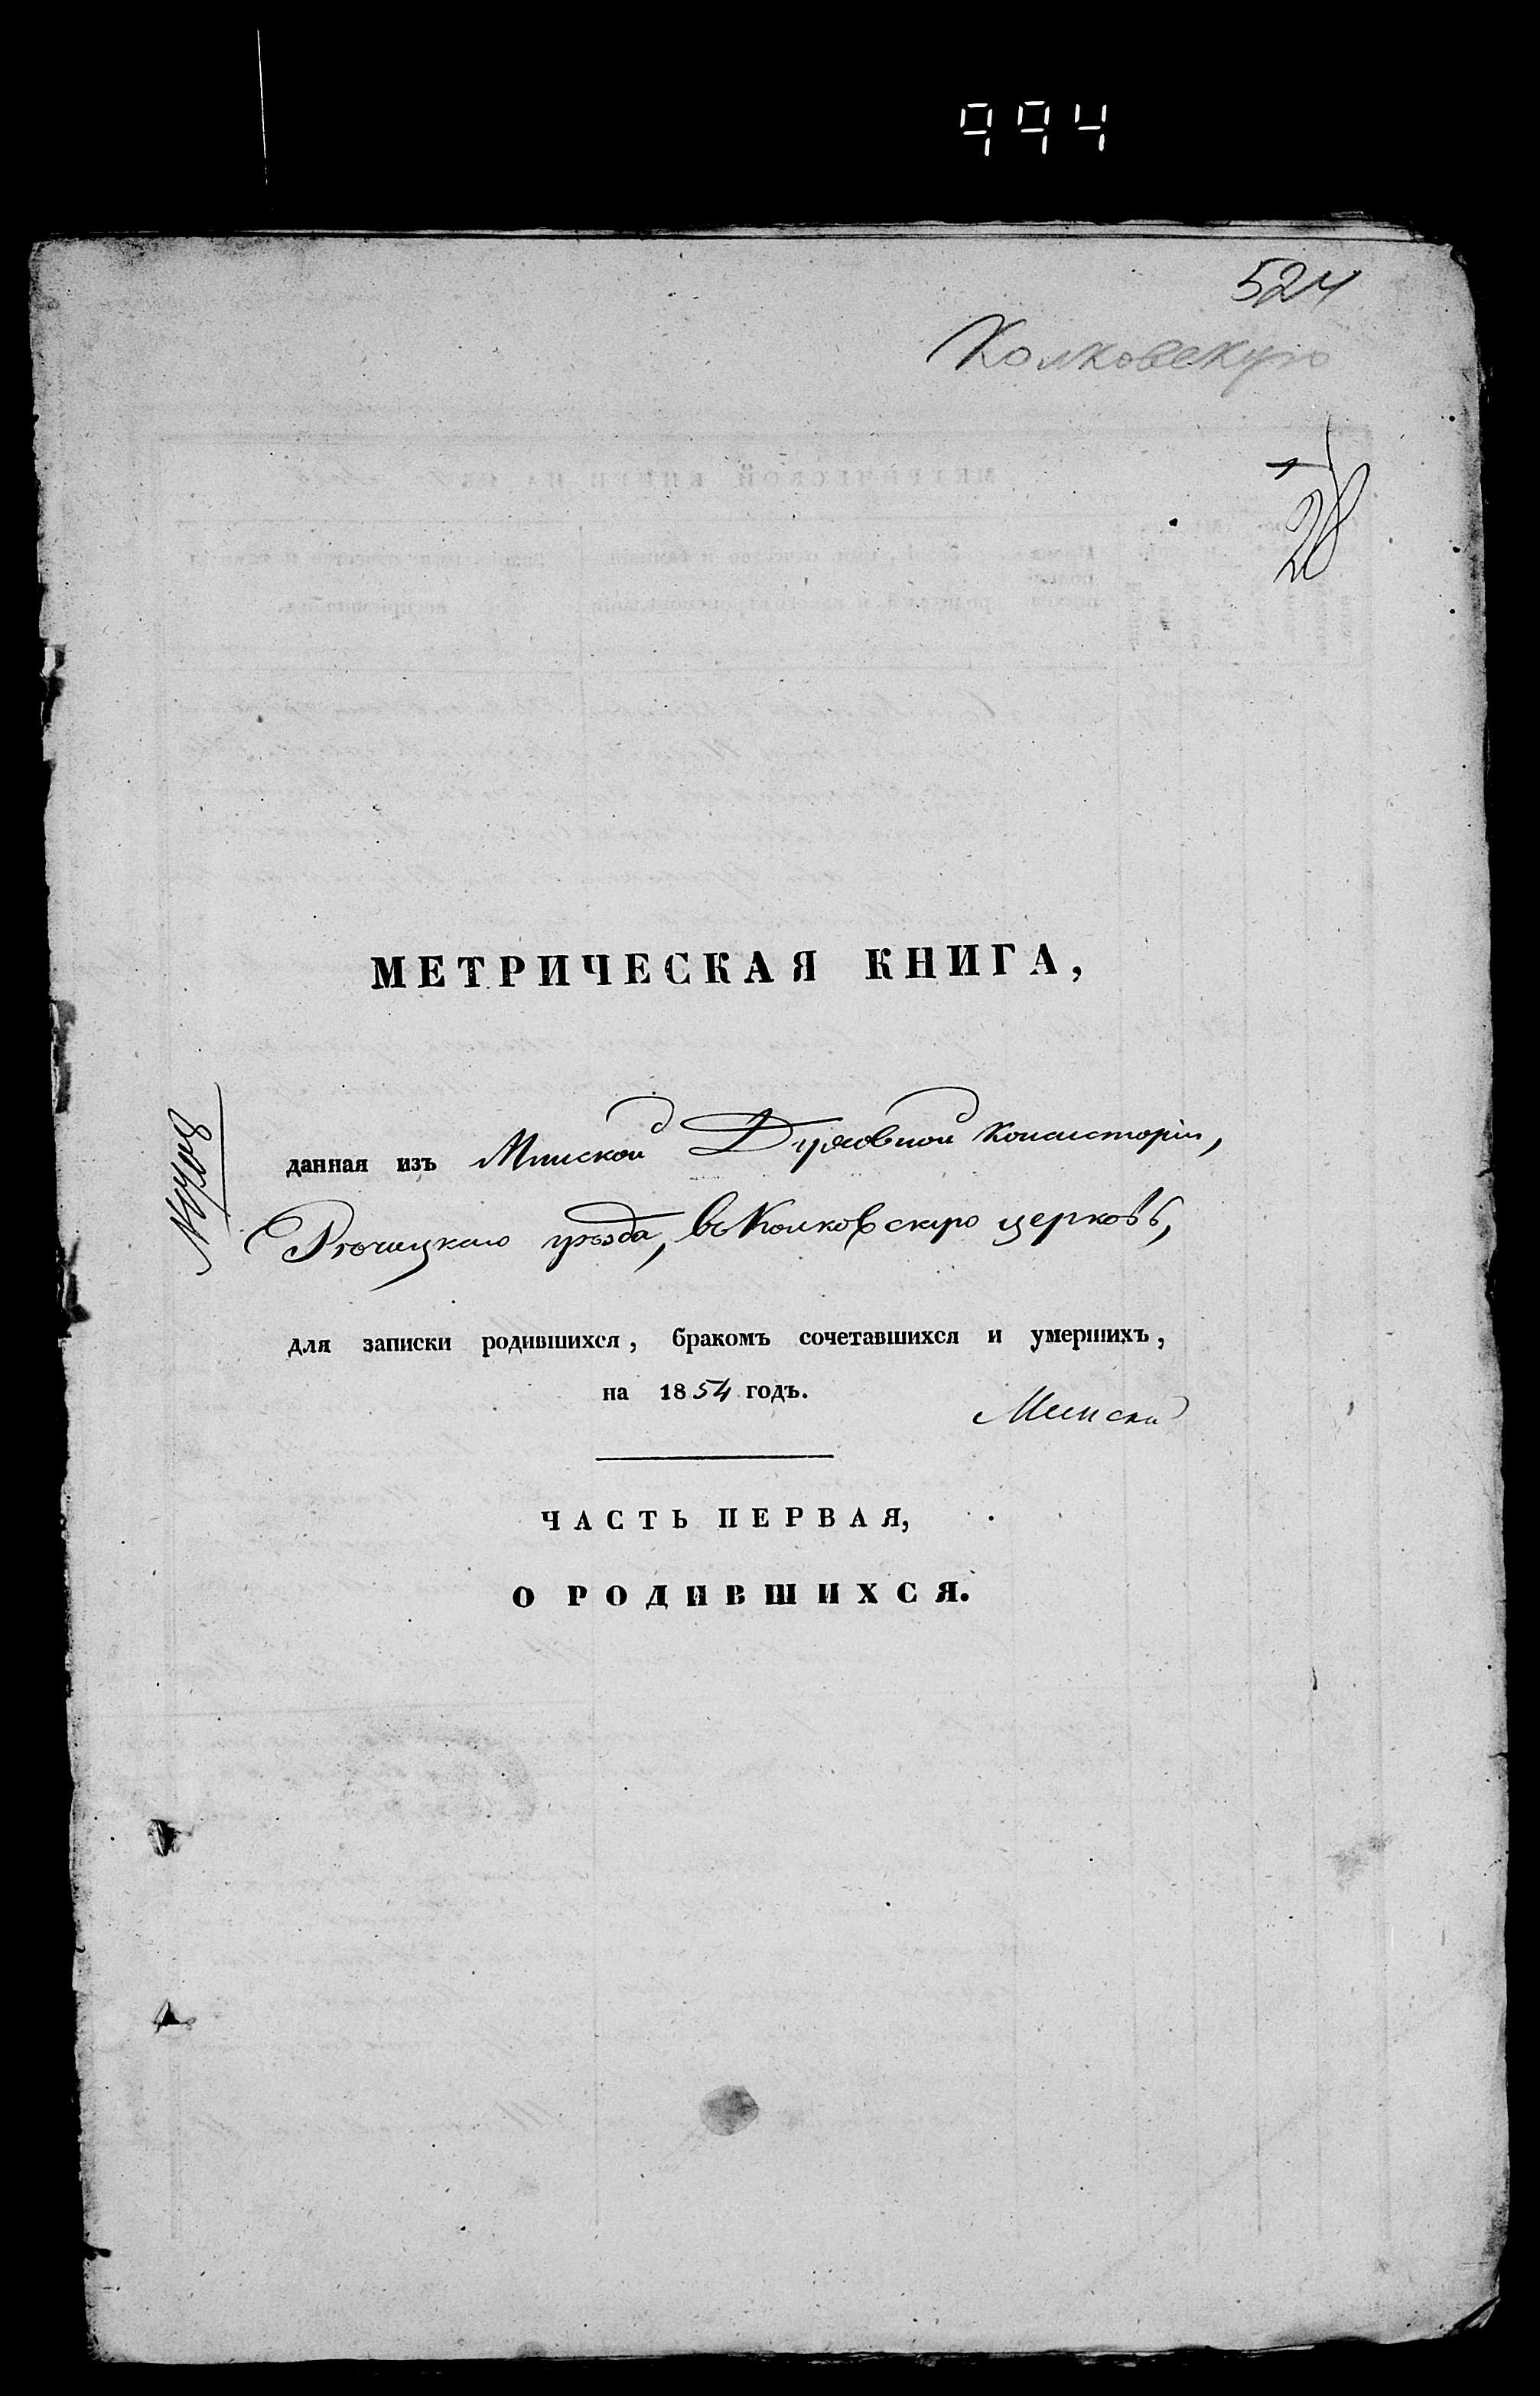 994
524
Колковскую
28
МЕТРИЧЕСКАЯ КНИГА,
данная изъ Минской Духовной Консисторіи,
Рѣчицкаго уѣзда, въ Колковскую церковь,
для записки родившихся, бракомъ сочетавшихся и умершихъ,
на 1854 годъ.
ЧАСТЬ ПЕРВАЯ,
О РОДИВШИХСЯ.